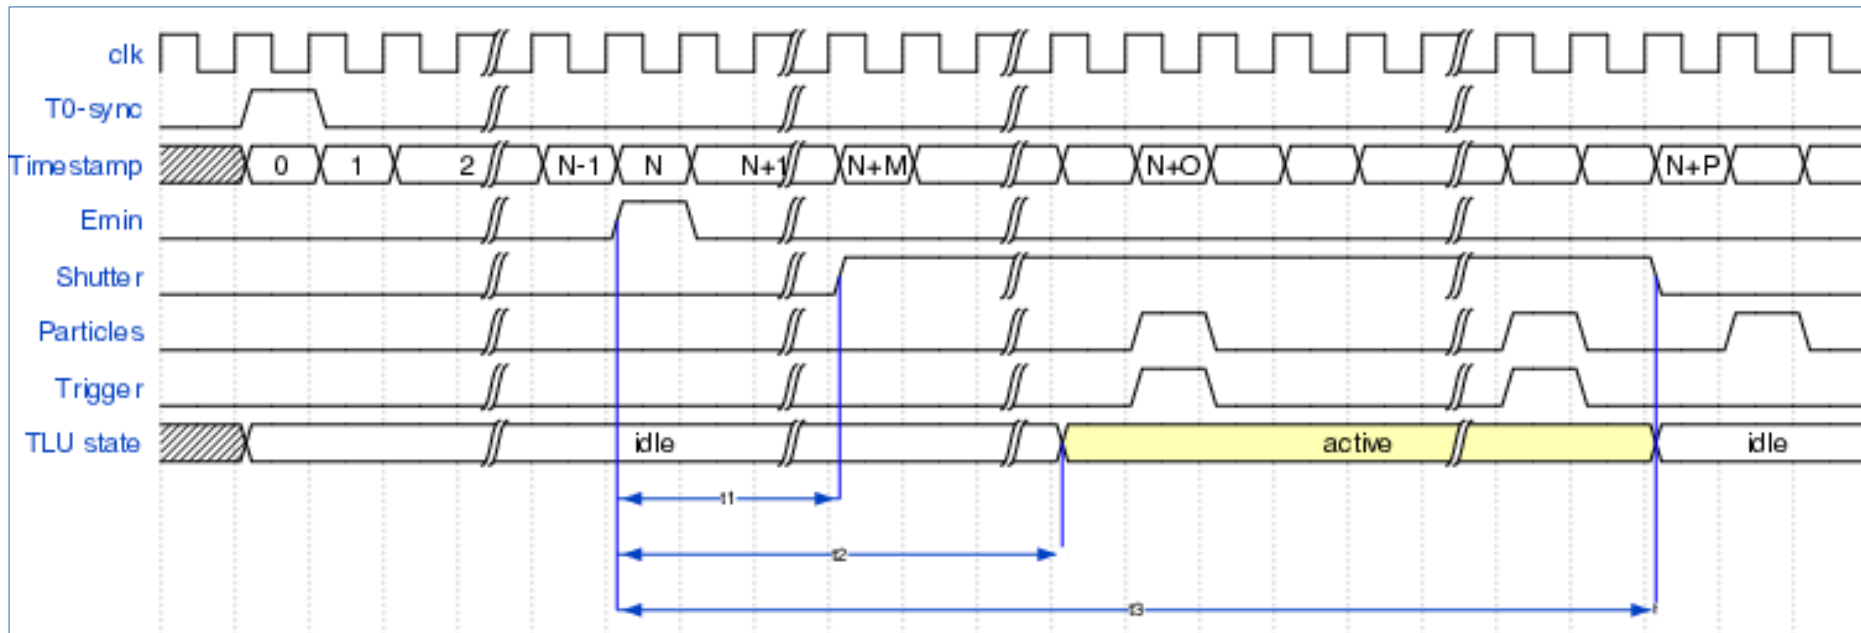 clk
T0-sync
Timestamp 0 1 2 N-1 N N+1 N+M N+O N+P
Emin
Shutter
Particles
Trigger
TLU state idle active idle
t1
t2
t3